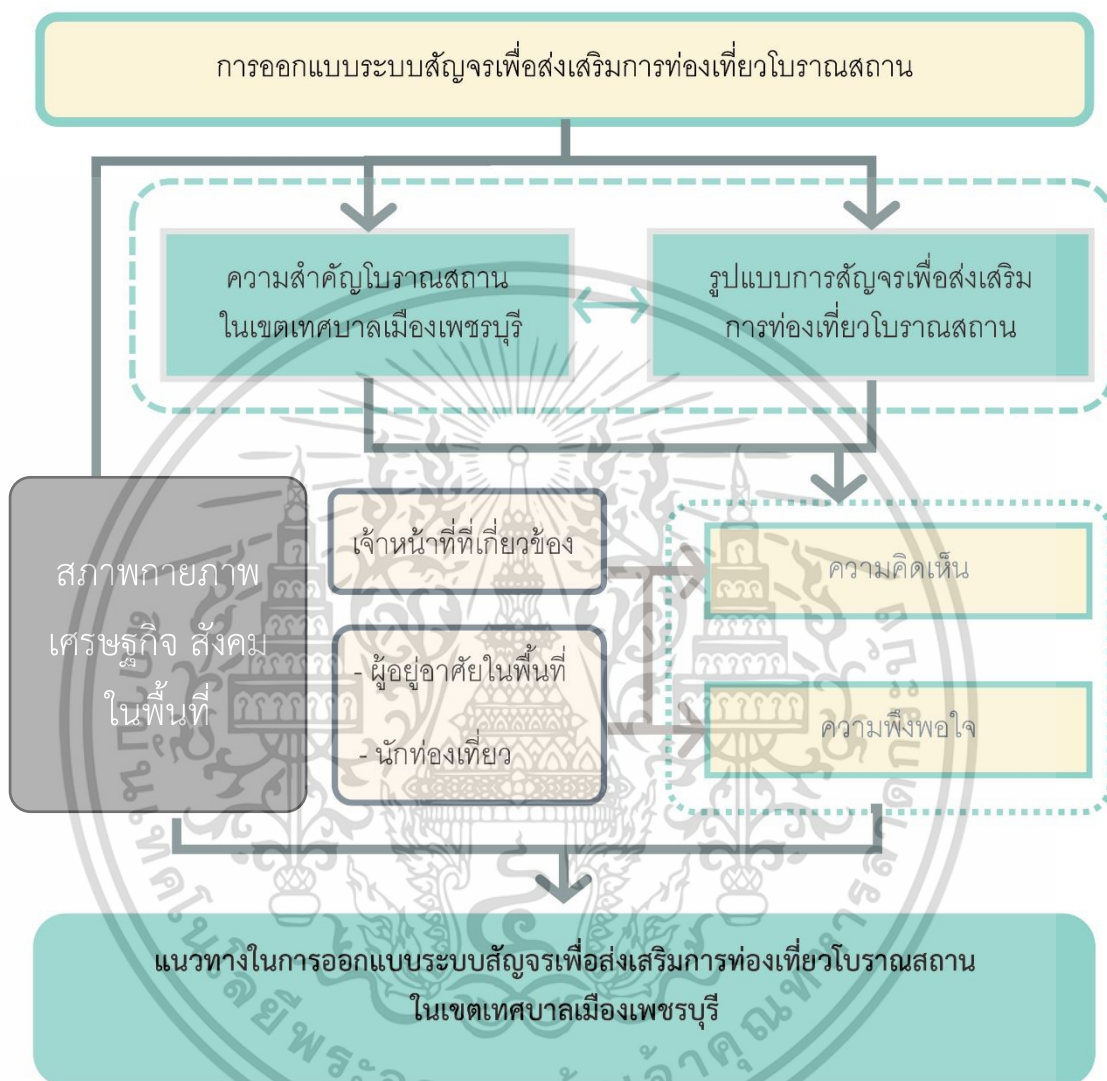 การออกแบบระบบสัญจรเพื่อส่งเสริมการท่องเที่ยวโบราณสถาน
ความสำคัญโบราณสถาน
ในเขตเทศบาลเมืองเพชรบุรี
รูปแบบการสัญจรเพื่อส่งเสริม
การท่องเที่ยวโบราณสถาน
สภาพกายภาพ
เศรษฐกิจ สังคม
ในพื้นที่
เจ้าหน้าที่ที่เกี่ยวข้อง
- ผู้อยู่อาศัยในพื้นที่
- นักท่องเที่ยว
ความคิดเห็น
ความพึงพอใจ
แนวทางในการออกแบบระบบสัญจรเพื่อส่งเสริมการท่องเที่ยวโบราณสถาน
ในเขตเทศบาลเมืองเพชรบุรี